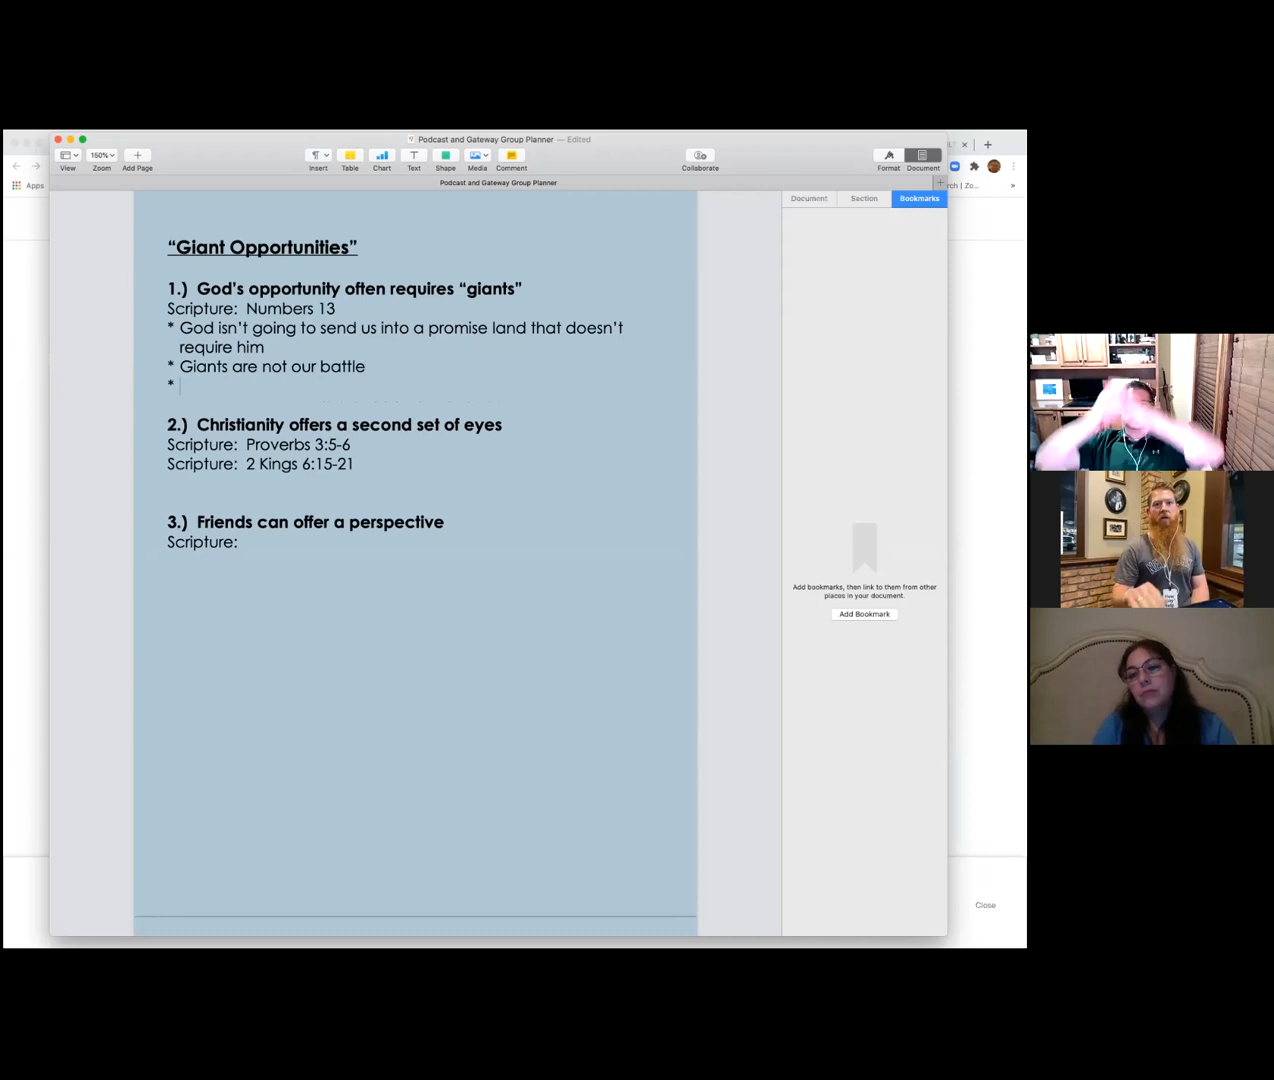 Podcast and Gateway Group Planner — Edited
150%
View
Zoom
Add Page
Insert
Table
Chart
Text
Shape
Media
Comment
Collaborate
Format
Document
Apps
Podcast and Gateway Group Planner
rch | Zo...
Document
Section
Bookmarks
“Giant Opportunities”
1.) God’s opportunity often requires “giants”
Scripture: Numbers 13
* God isn’t going to send us into a promise land that doesn’t
require him
* Giants are not our battle
*
2.) Christianity offers a second set of eyes
Scripture: Proverbs 3:5-6
Scripture: 2 Kings 6:15-21
3.) Friends can offer a perspective
Scripture:
Add bookmarks, then link to them from other
places in your document.
Add Bookmark
Close